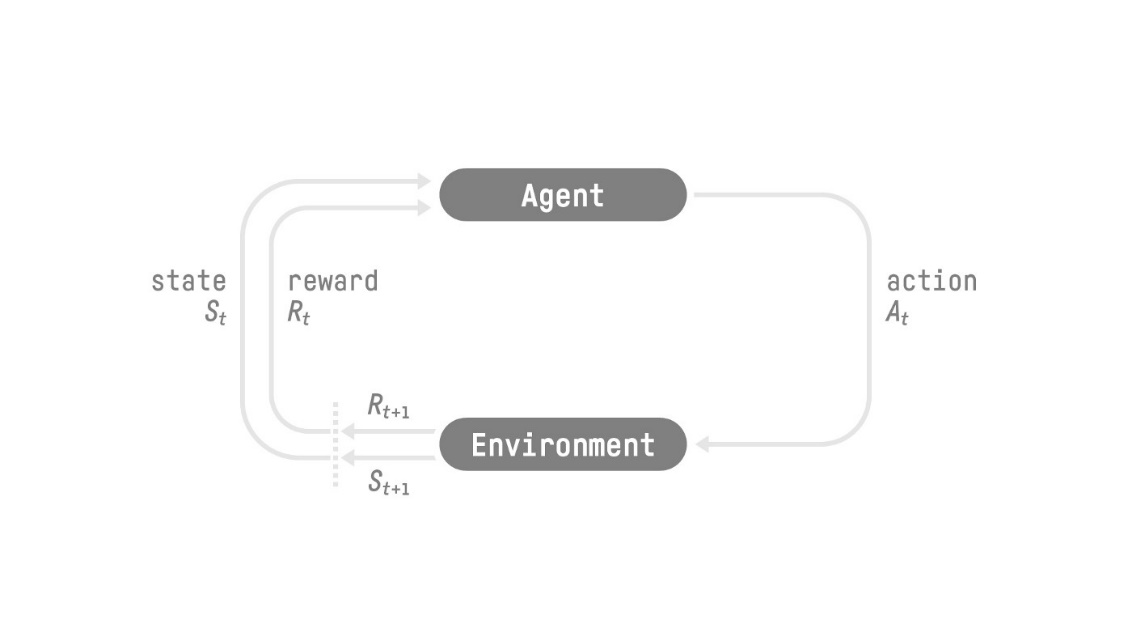 Agent
state
S_t
reward
R_t
action
A_t
R_{t+1}
Environment
S_{t+1}